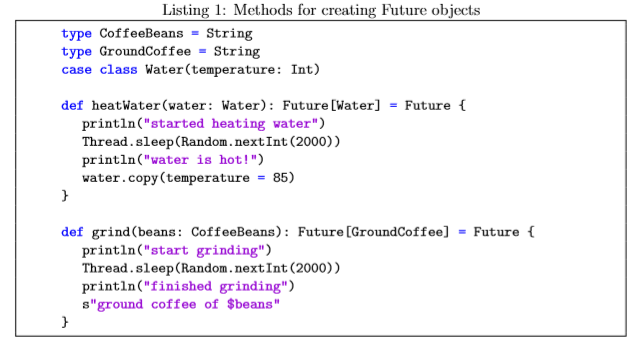 Listing 1: Methods for creating Future objects
type CoffeeBeans = String
type GroundCoffee = String
case class Water(temperature: Int)
def heatWater(water: Water): Future[Water] = Future {
println("started heating water")
Thread.sleep(Random.nextInt(2000))
println("water is hot!")
water.copy(temperature = 85)
}
def grind(beans: CoffeeBeans): Future[GroundCoffee] = Future {
println("start grinding")
Thread.sleep(Random.nextInt(2000))
println("finished grinding")
s"ground coffee of $beans"
}